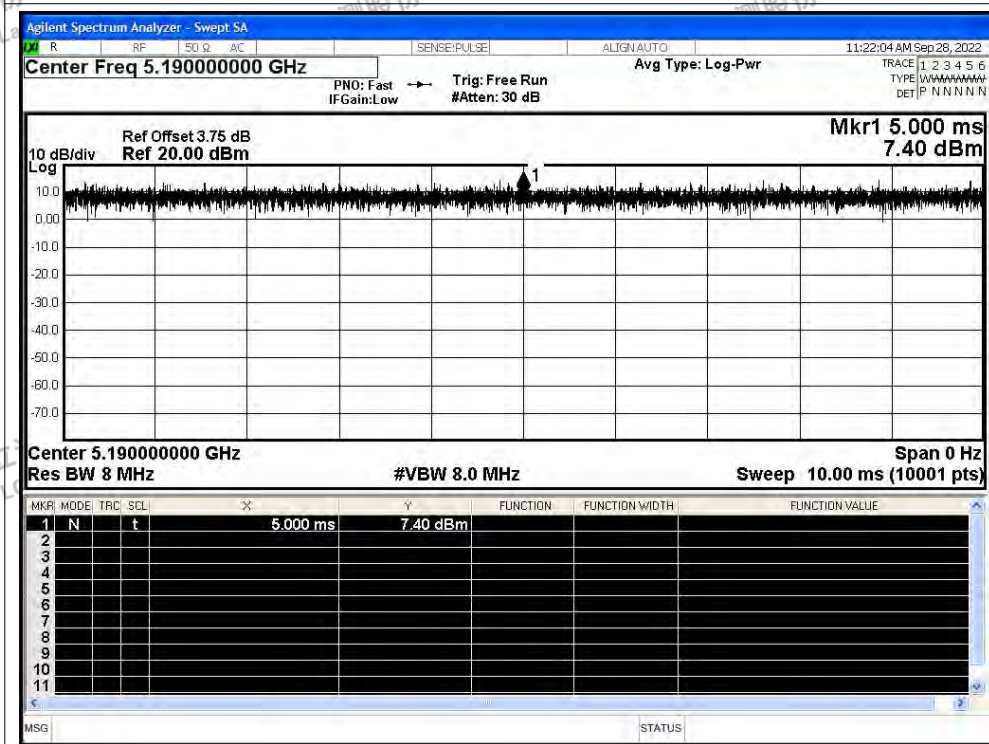 Agilent Spectrum Analyzer - Swept SA
R RF 50 Ω AC SENSE:PULSE ALIGN AUTO 11:22:04 AM Sep 28, 2022
Center Freq 5.190000000 GHz
PNO: Fast
IFGain:Low
Trig: Free Run
#Atten: 30 dB
Avg Type: Log-Pwr
TRACE 1 2 3 4 5 6
TYPE
DET P N N N N N
Mkr1 5.000 ms
7.40 dBm
Ref Offset 3.75 dB
10 dB/div Ref 20.00 dBm
Log
1
10.0
0.00
-10.0
-20.0
-30.0
-40.0
-50.0
-60.0
-70.0
Center 5.190000000 GHz Span 0 Hz
Res BW 8 MHz #VBW 8.0 MHz Sweep 10.00 ms (10001 pts)
MKR MODE TRC SCL X Y FUNCTION FUNCTION WIDTH FUNCTION VALUE
1 N t 5.000 ms 7.40 dBm
2
3
4
5
6
7
8
9
10
11
MSG STATUS